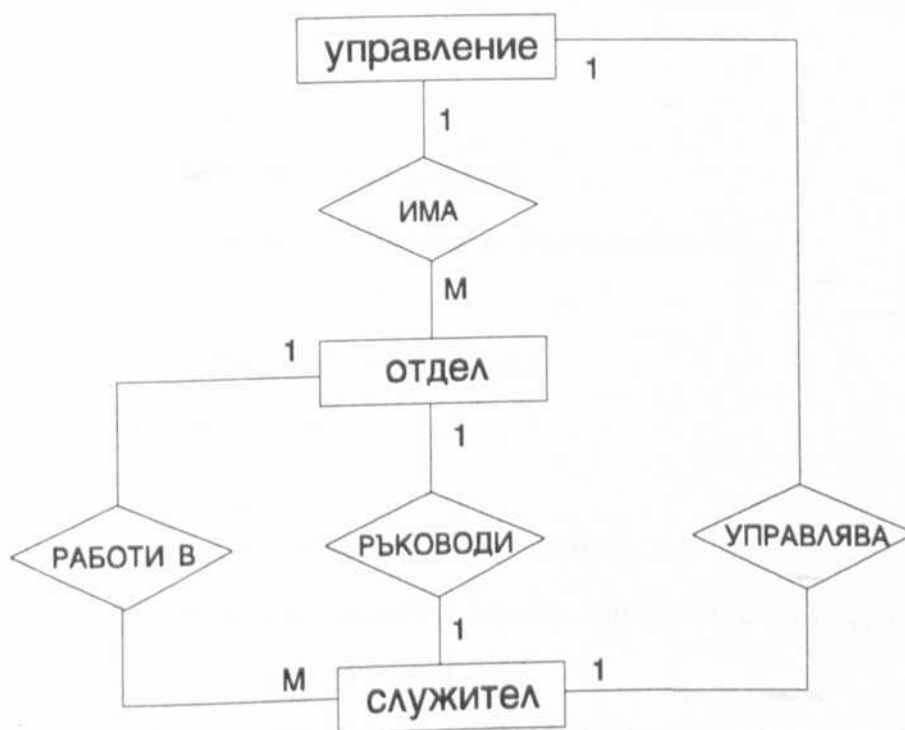 управление
1
1
ИМА
М
1
отдел
1
РАБОТИ В
РЪКОВОДИ
УПРАВЛЯВА
1
М
служител
1